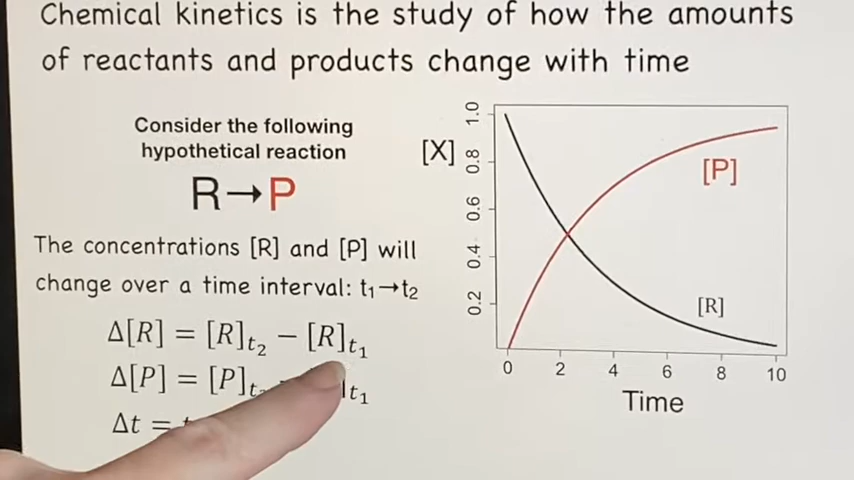 Chemical kinetics is the study of how the amounts
of reactants and products change with time
Consider the following
hypothetical reaction
R→P
The concentrations [R] and [P] will
change over a time interval: t₁→t₂
Δ[R] = [R]t₂ − [R]t₁
Δ[P] = [P]t t₁
Δt =
[X]
1.0
0.8
0.6
0.4
0.2
[P]
[R]
0 2 4 6 8 10
Time